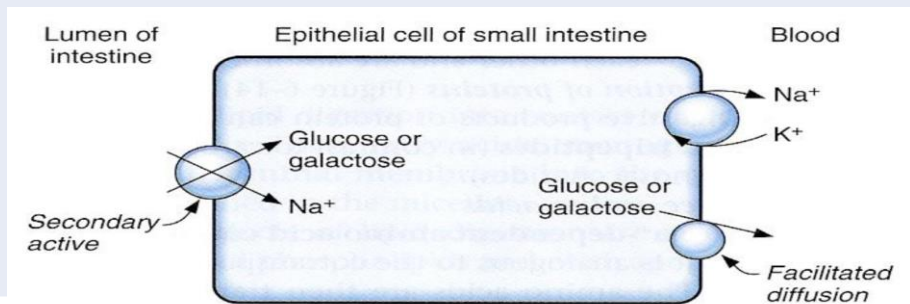 Lumen of
intestine
Epithelial cell of small intestine
Blood
Na⁺
K⁺
Glucose or
galactose
Na⁺
Secondary
active
Glucose or
galactose
Facilitated
diffusion